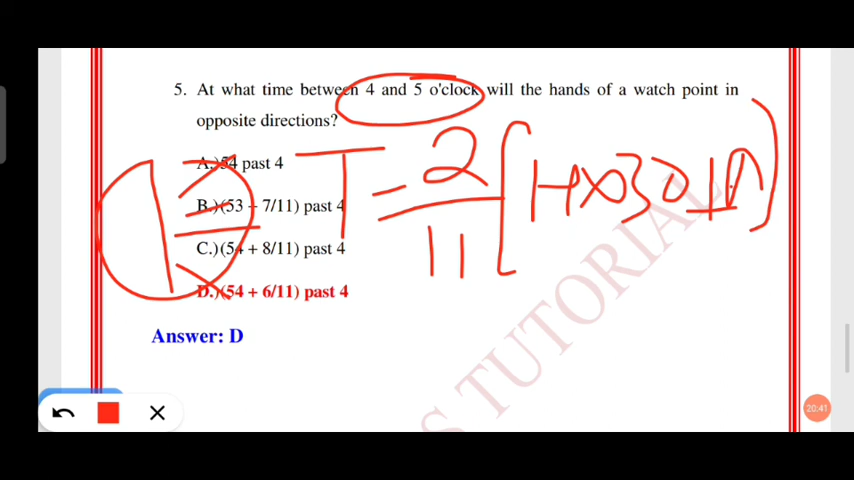 5. At what time between 4 and 5 o'clock will the hands of a watch point in
opposite directions?
A.) 54 past 4
B.) (53 + 7/11) past 4
C.) (54 + 8/11) past 4
D.) (54 + 6/11) past 4
Answer: D
T = 2/11 [H×30±A]
S TUTORIAL
20:41